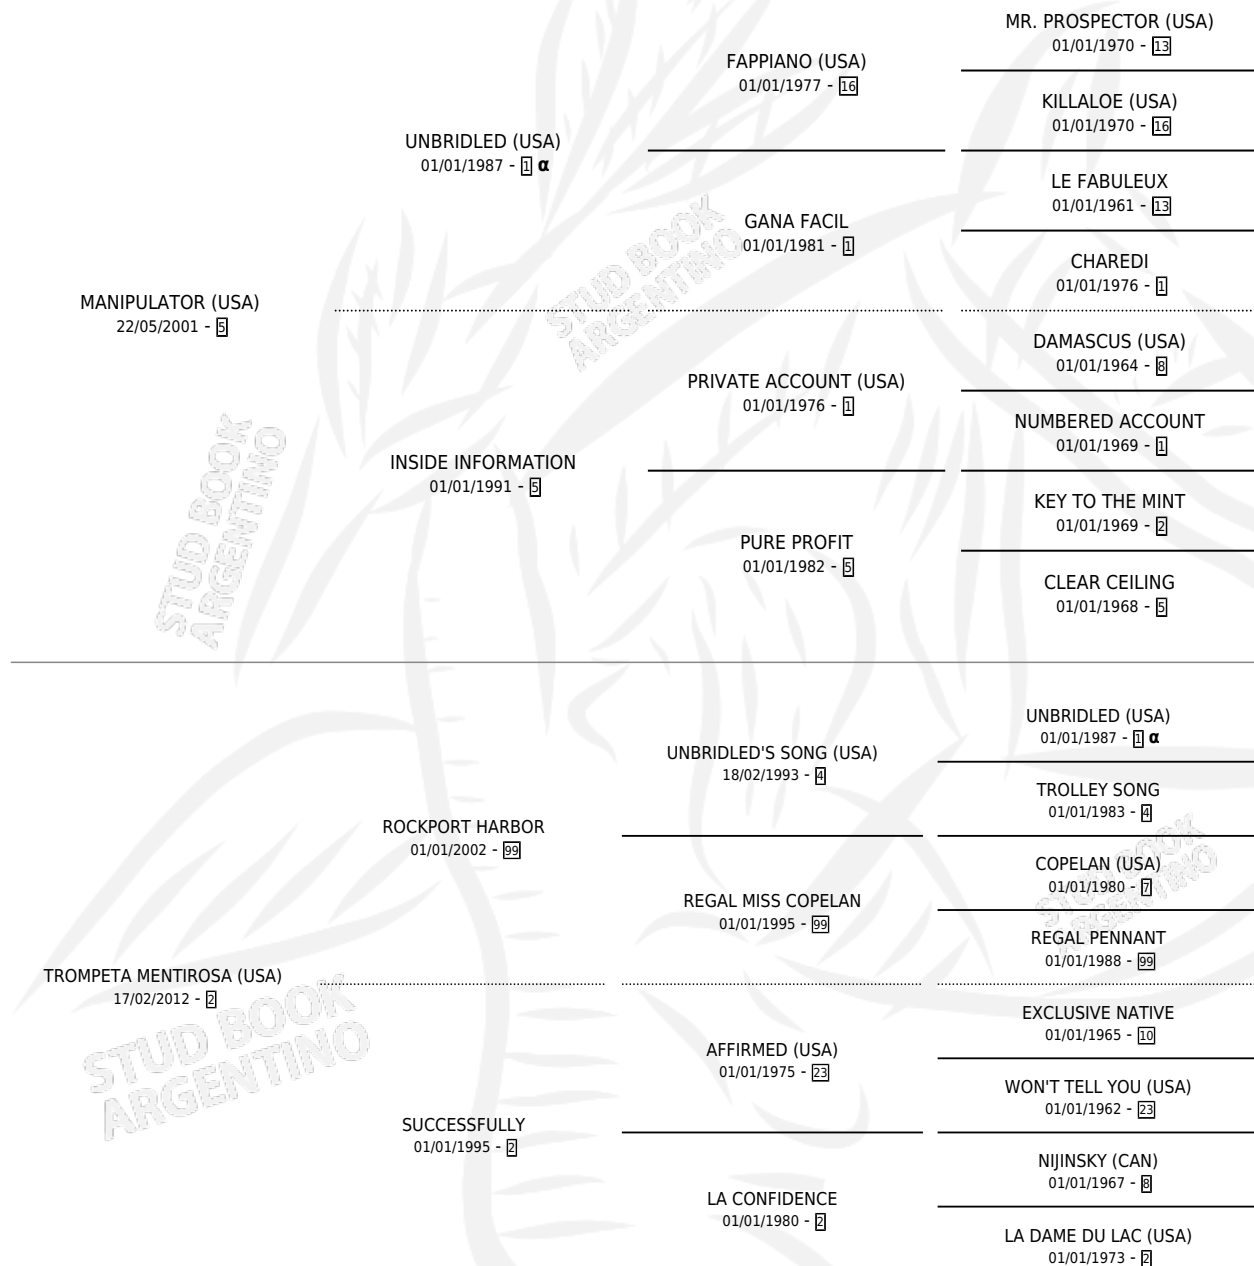 MR. PROSPECTOR (USA)
01/01/1970 - 13
FAPPIANO (USA)
01/01/1977 - 16
KILLALOE (USA)
01/01/1970 - 16
UNBRIDLED (USA)
01/01/1987 - 1 α
LE FABULEUX
01/01/1961 - 13
GANA FACIL
01/01/1981 - 1
CHAREDI
01/01/1976 - 1
MANIPULATOR (USA)
22/05/2001 - 5
DAMASCUS (USA)
01/01/1964 - 8
PRIVATE ACCOUNT (USA)
01/01/1976 - 1
NUMBERED ACCOUNT
01/01/1969 - 1
INSIDE INFORMATION
01/01/1991 - 5
KEY TO THE MINT
01/01/1969 - 2
PURE PROFIT
01/01/1982 - 5
CLEAR CEILING
01/01/1968 - 5
UNBRIDLED (USA)
01/01/1987 - 1 α
UNBRIDLED'S SONG (USA)
18/02/1993 - 4
TROLLEY SONG
01/01/1983 - 4
ROCKPORT HARBOR
01/01/2002 - 99
COPELAN (USA)
01/01/1980 - 7
REGAL MISS COPELAN
01/01/1995 - 99
REGAL PENNANT
01/01/1988 - 99
TROMPETA MENTIROSA (USA)
17/02/2012 - 2
EXCLUSIVE NATIVE
01/01/1965 - 10
AFFIRMED (USA)
01/01/1975 - 23
WON'T TELL YOU (USA)
01/01/1962 - 23
SUCCESSFULLY
01/01/1995 - 2
NIJINSKY (CAN)
01/01/1967 - 8
LA CONFIDENCE
01/01/1980 - 2
LA DAME DU LAC (USA)
01/01/1973 - 2
STUD BOOK
ARGENTINO
STUD BOOK
ARGENTINO
STUD BOOK
ARGENTINO
STUD BOOK
ARGENTINO